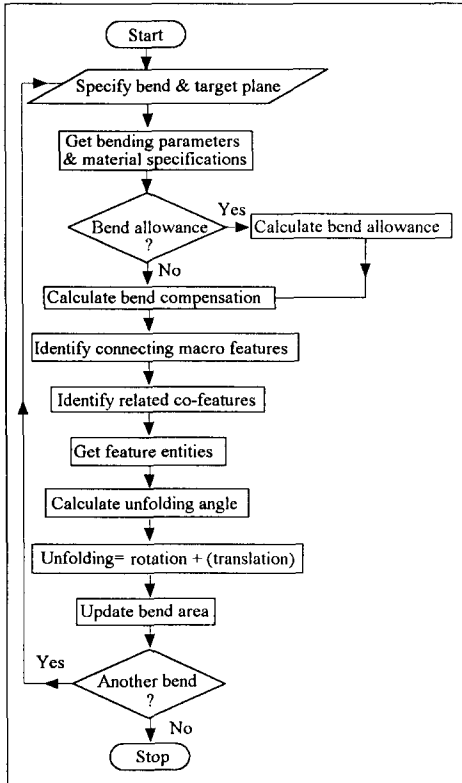 Start
Specify bend & target plane
Get bending parameters
& material specifications
Bend allowance
?
Yes
Calculate bend allowance
No
Calculate bend compensation
Identify connecting macro features
Identify related co-features
Get feature entities
Calculate unfolding angle
Unfolding= rotation + (translation)
Update bend area
Yes
Another bend
?
No
Stop